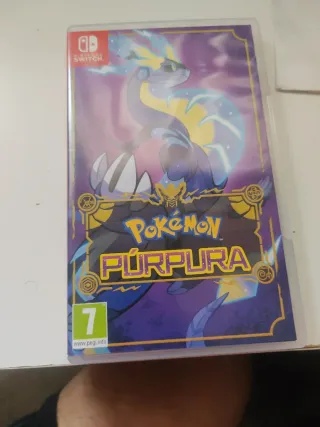 NINTENDO
SWITCH
POKÉMON
PÚRPURA
7
www.pegi.info